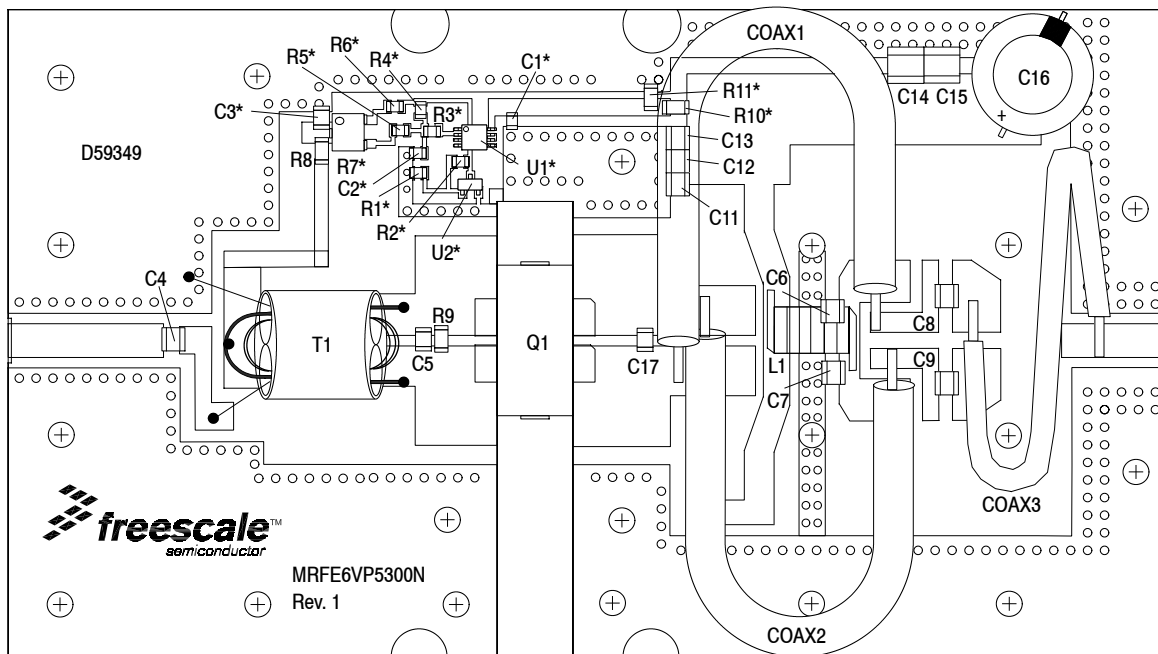 COAX1
R6*
R5*
R4*
C1*
C3*
R3*
R11*
R10*
C14
C15
C16
+
C13
C12
C11
D59349
R8
R7*
C2*
R1*
R2*
U1*
U2*
C4
T1
R9
C5
Q1
C17
C6
L1
C7
C8
C9
COAX3
freescale™
semiconductor
MRFE6VP5300N
Rev. 1
COAX2